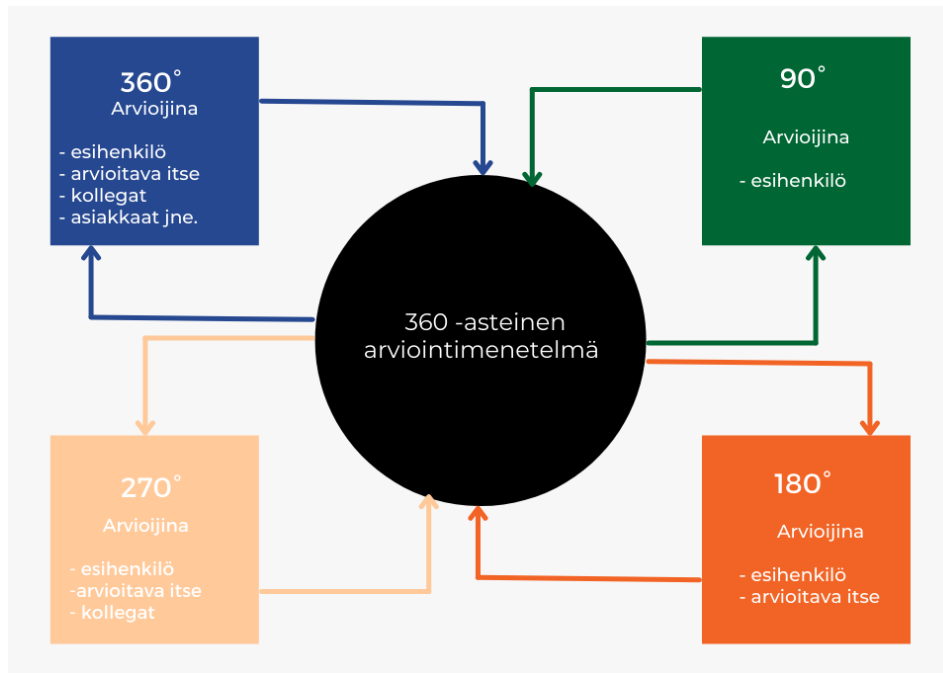 360°
Arvioijina
- esihenkilö
- arvioitava itse
- kollegat
- asiakkaat jne.
90°
Arvioijina
- esihenkilö
360 -asteinen
arviointimenetelmä
270°
Arvioijina
- esihenkilö
-arvioitava itse
- kollegat
180°
Arvioijina
- esihenkilö
- arvioitava itse